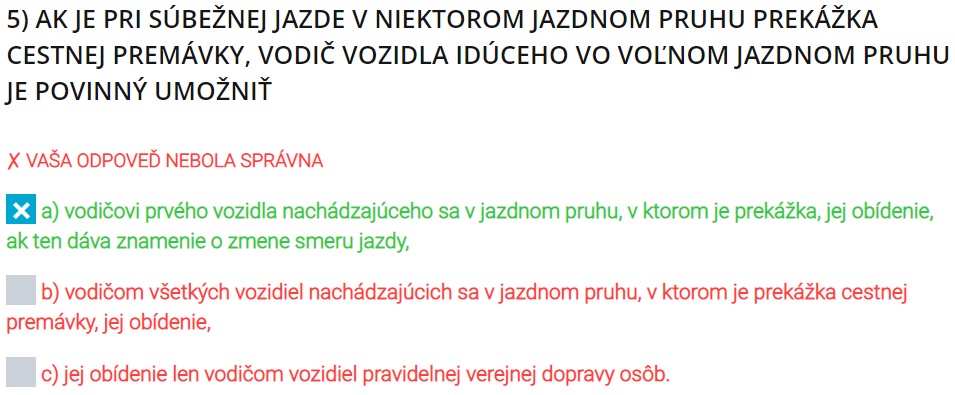 5) AK JE PRI SÚBEŽNEJ JAZDE V NIEKTOROM JAZDNOM PRUHU PREKÁŽKA
CESTNEJ PREMÁVKY, VODIČ VOZIDLA IDÚCEHO VO VOĽNOM JAZDNOM PRUHU
JE POVINNÝ UMOŽNIŤ
✗ VAŠA ODPOVEĎ NEBOLA SPRÁVNA
a) vodičovi prvého vozidla nachádzajúceho sa v jazdnom pruhu, v ktorom je prekážka, jej obídenie,
ak ten dáva znamenie o zmene smeru jazdy,
b) vodičom všetkých vozidiel nachádzajúcich sa v jazdnom pruhu, v ktorom je prekážka cestnej
premávky, jej obídenie,
c) jej obídenie len vodičom vozidiel pravidelnej verejnej dopravy osôb.